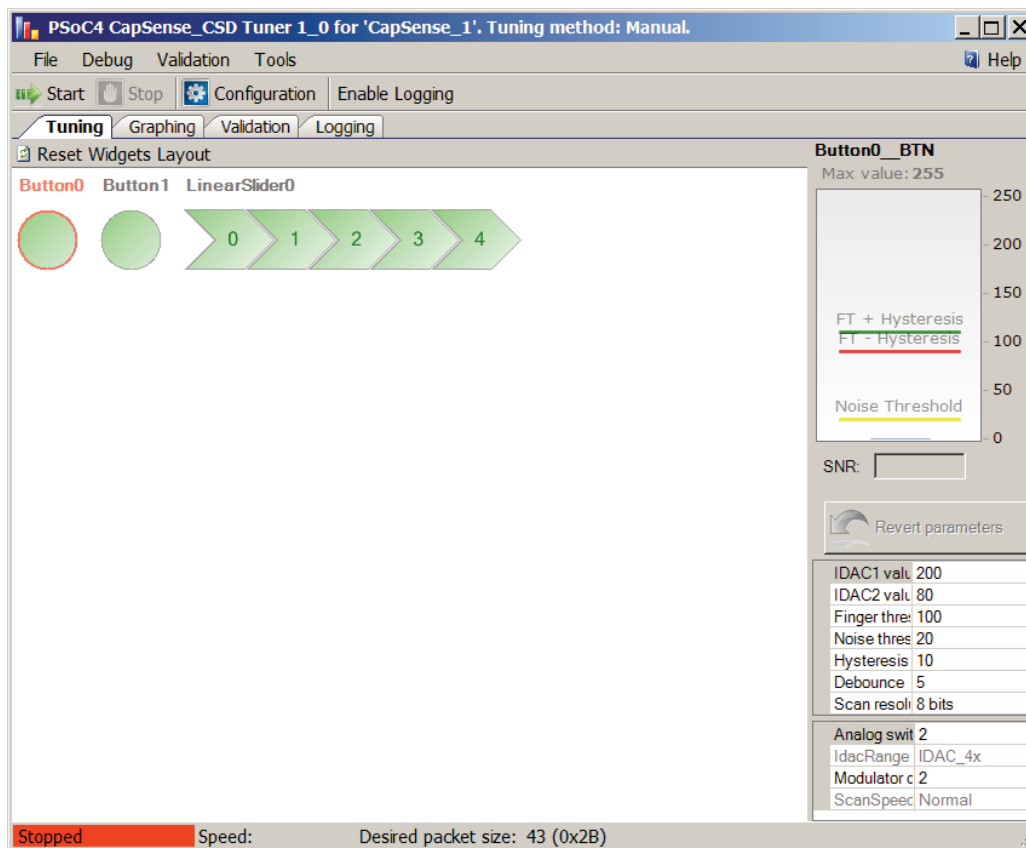 PSoC4 CapSense_CSD Tuner 1_0 for 'CapSense_1'. Tuning method: Manual.
File Debug Validation Tools Help
Start Stop Configuration Enable Logging
Tuning Graphing Validation Logging
Reset Widgets Layout
Button0__BTN
Max value: 255
Button0 Button1 LinearSlider0
0 1 2 3 4
250
200
150
FT + Hysteresis
FT - Hysteresis
100
50
Noise Threshold
0
SNR:
Revert parameters
IDAC1 valu 200
IDAC2 valu 80
Finger thres 100
Noise thres 20
Hysteresis 10
Debounce 5
Scan resolu 8 bits
Analog swit 2
IdacRange IDAC_4x
Modulator c 2
ScanSpeed Normal
Stopped Speed: Desired packet size: 43 (0x2B)